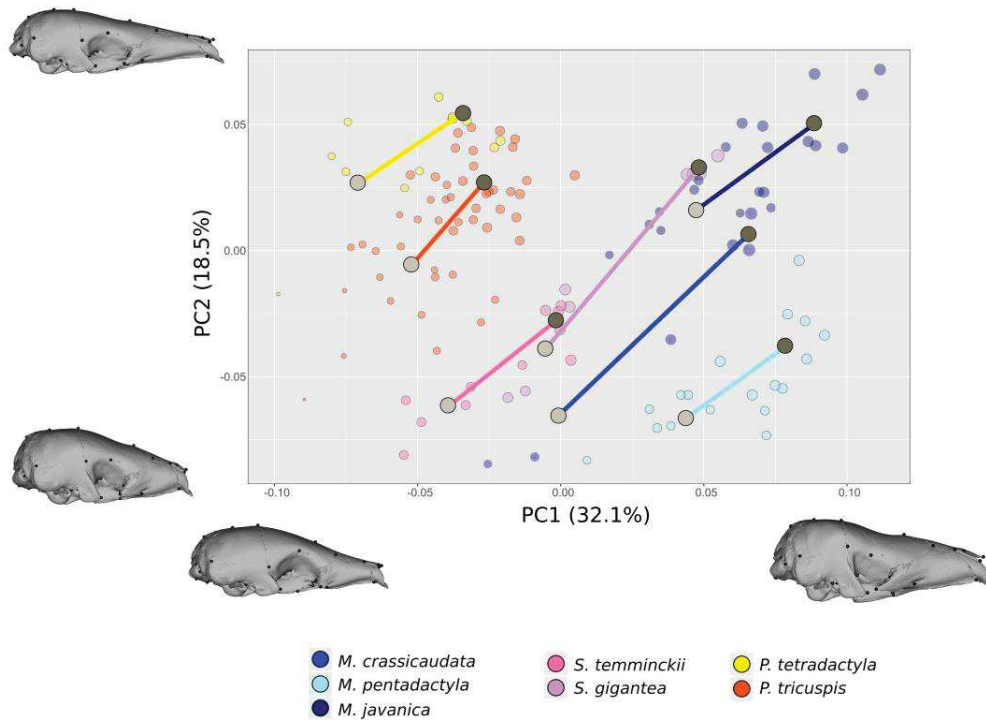 0.05
0.00
-0.05
PC2 (18.5%)
-0.10
-0.05
0.00
0.05
0.10
PC1 (32.1%)
M. crassicaudata
S. temminckii
P. tetradactyla
M. pentadactyla
S. gigantea
P. tricuspis
M. javanica